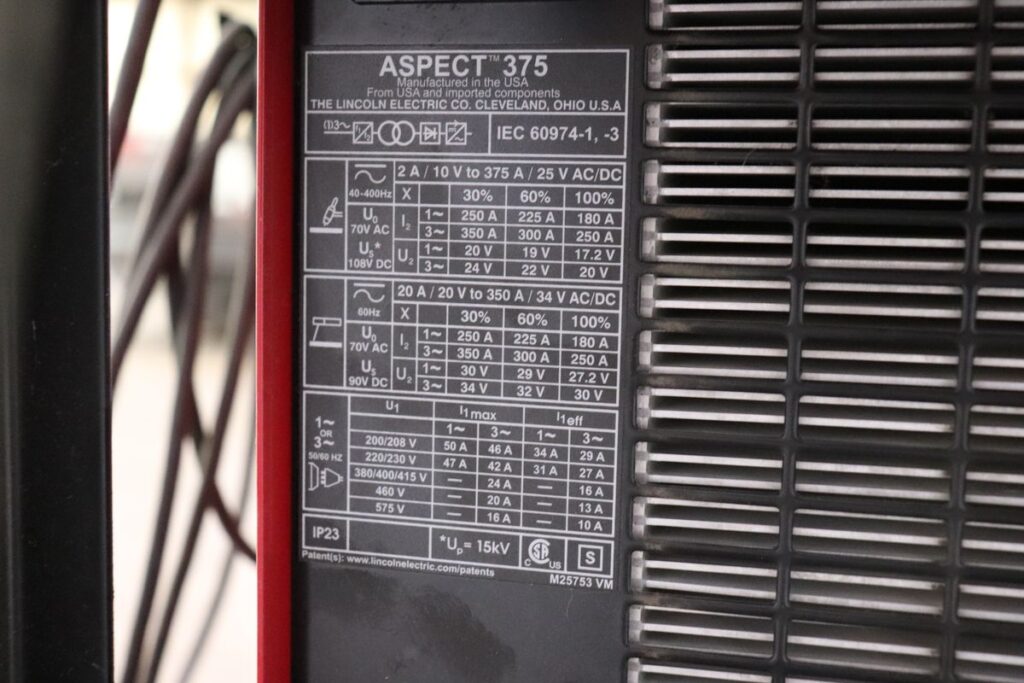 ASPECT™ 375
Manufactured in the USA
From USA and imported components
THE LINCOLN ELECTRIC CO. CLEVELAND, OHIO U.S.A
(1)3~ IEC 60974-1, -3
2 A / 10 V to 375 A / 25 V AC/DC
40-400Hz X 30% 60% 100%
U0 70V AC I2 1~ 250 A 225 A 180 A
3~ 350 A 300 A 250 A
Us* 108V DC U2 1~ 20 V 19 V 17.2 V
3~ 24 V 22 V 20 V
20 A / 20 V to 350 A / 34 V AC/DC
60Hz X 30% 60% 100%
U0 70V AC I2 1~ 250 A 225 A 180 A
3~ 350 A 300 A 250 A
Us 90V DC U2 1~ 30 V 29 V 27.2 V
3~ 34 V 32 V 30 V
U1 I1max I1eff
1~ OR 3~ 50/60 HZ 1~ 3~ 1~ 3~
200/208 V 50 A 46 A 34 A 29 A
220/230 V 47 A 42 A 31 A 27 A
380/400/415 V — 24 A — 16 A
460 V — 20 A — 13 A
575 V — 16 A — 10 A
IP23 *Up= 15kV C SA US S
Patent(s): www.lincolnelectric.com/patents
M25753 VM